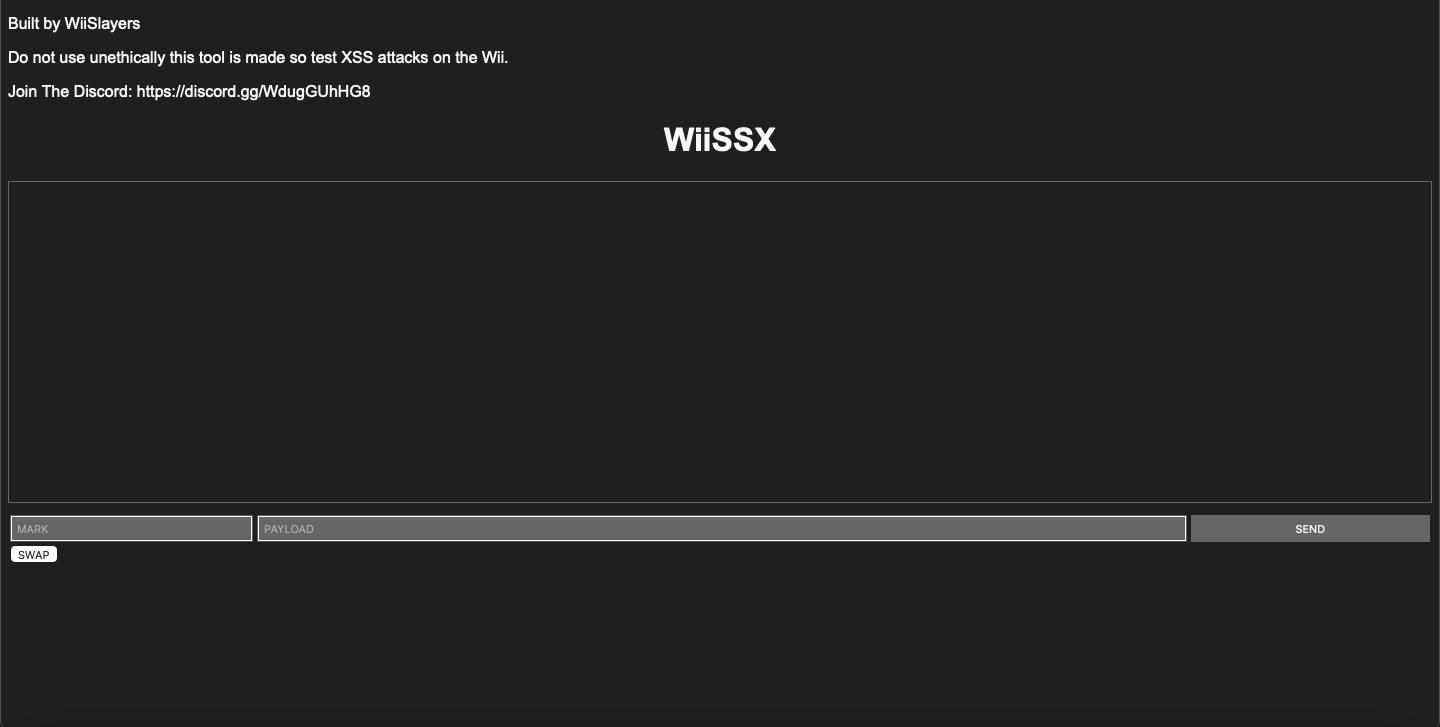 Built by WiiSlayers
Do not use unethically this tool is made so test XSS attacks on the Wii.
Join The Discord: https://discord.gg/WdugGUhHG8
WiiSSX
MARK PAYLOAD SEND
SWAP